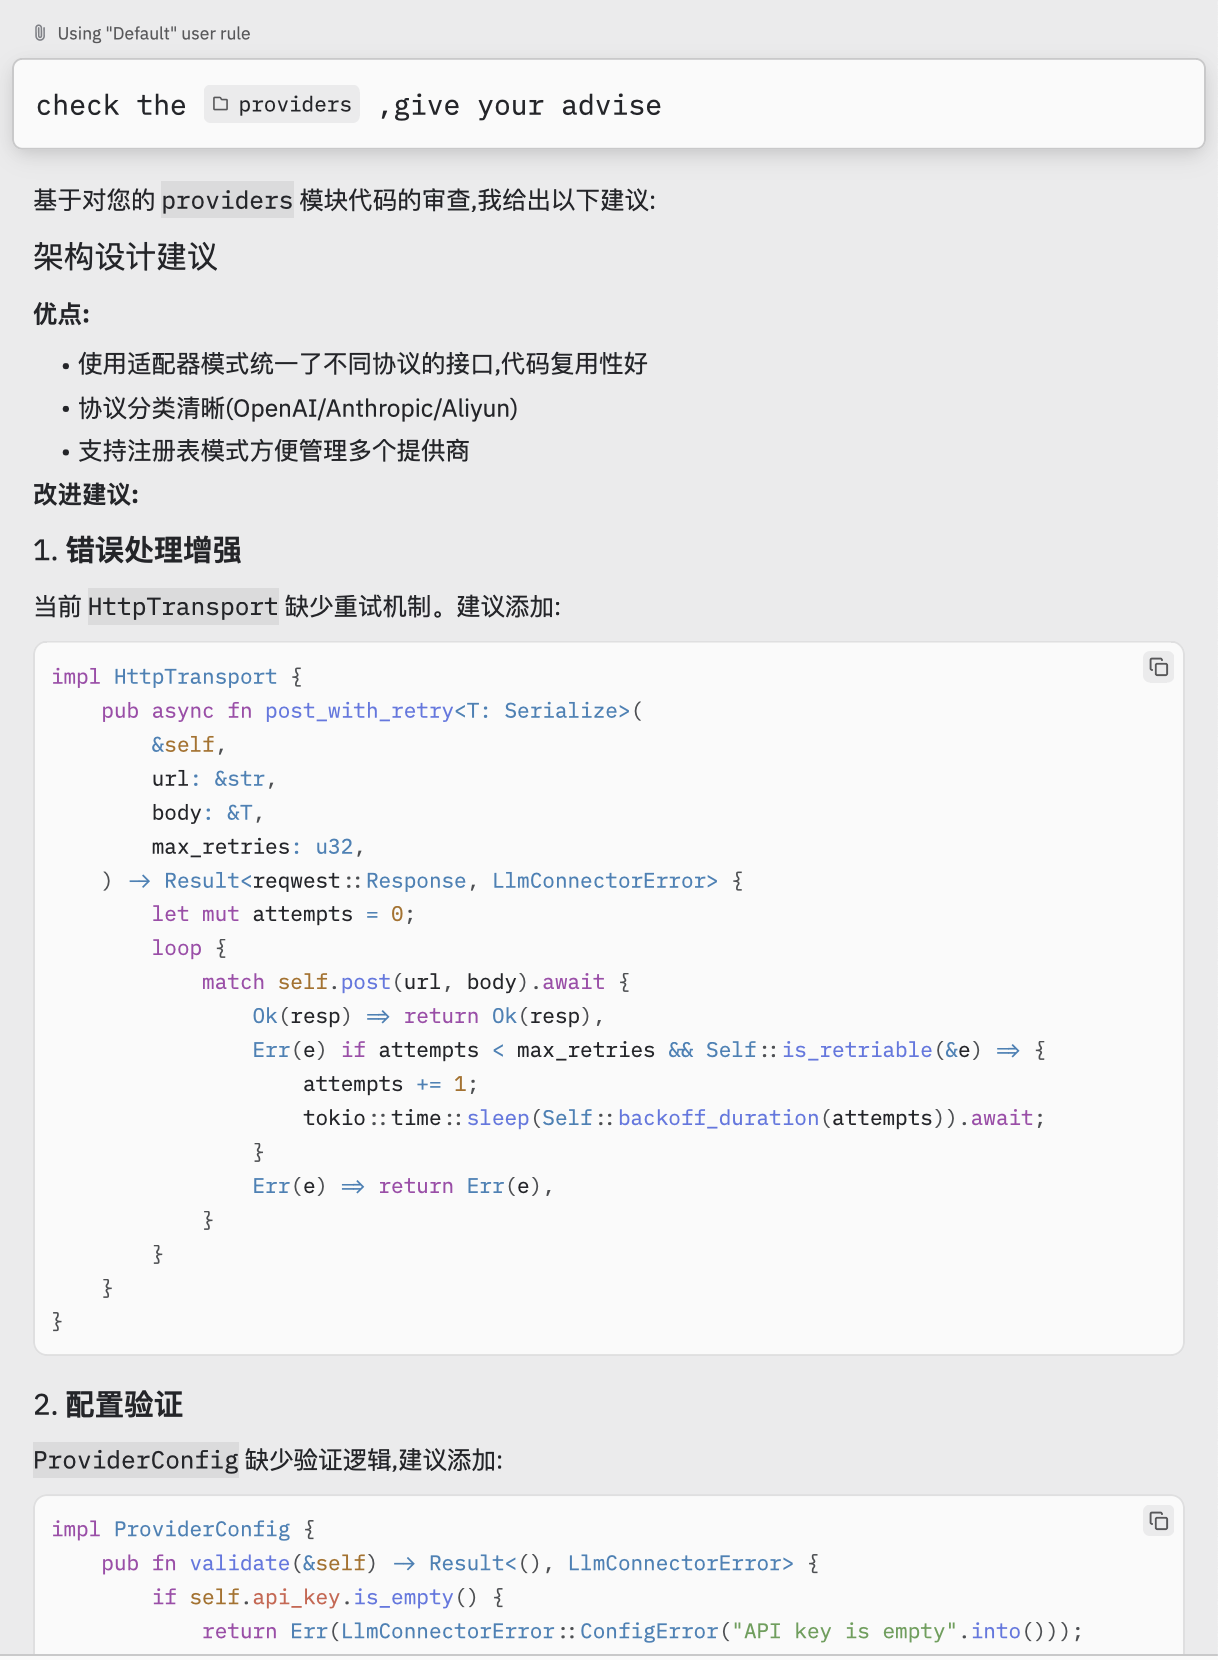 Using "Default" user rule
check the providers ,give your advise
基于对您的 providers 模块代码的审查,我给出以下建议:
架构设计建议
优点:
• 使用适配器模式统一了不同协议的接口,代码复用性好
• 协议分类清晰(OpenAI/Anthropic/Aliyun)
• 支持注册表模式方便管理多个提供商
改进建议:
1. 错误处理增强
当前 HttpTransport 缺少重试机制。建议添加:
impl HttpTransport {
    pub async fn post_with_retry<T: Serialize>(
        &self,
        url: &str,
        body: &T,
        max_retries: u32,
    ) -> Result<reqwest::Response, LlmConnectorError> {
        let mut attempts = 0;
        loop {
            match self.post(url, body).await {
                Ok(resp) => return Ok(resp),
                Err(e) if attempts < max_retries && Self::is_retriable(&e) => {
                    attempts += 1;
                    tokio::time::sleep(Self::backoff_duration(attempts)).await;
                }
                Err(e) => return Err(e),
            }
        }
    }
}
2. 配置验证
ProviderConfig 缺少验证逻辑,建议添加:
impl ProviderConfig {
    pub fn validate(&self) -> Result<(), LlmConnectorError> {
        if self.api_key.is_empty() {
            return Err(LlmConnectorError::ConfigError("API key is empty".into()));